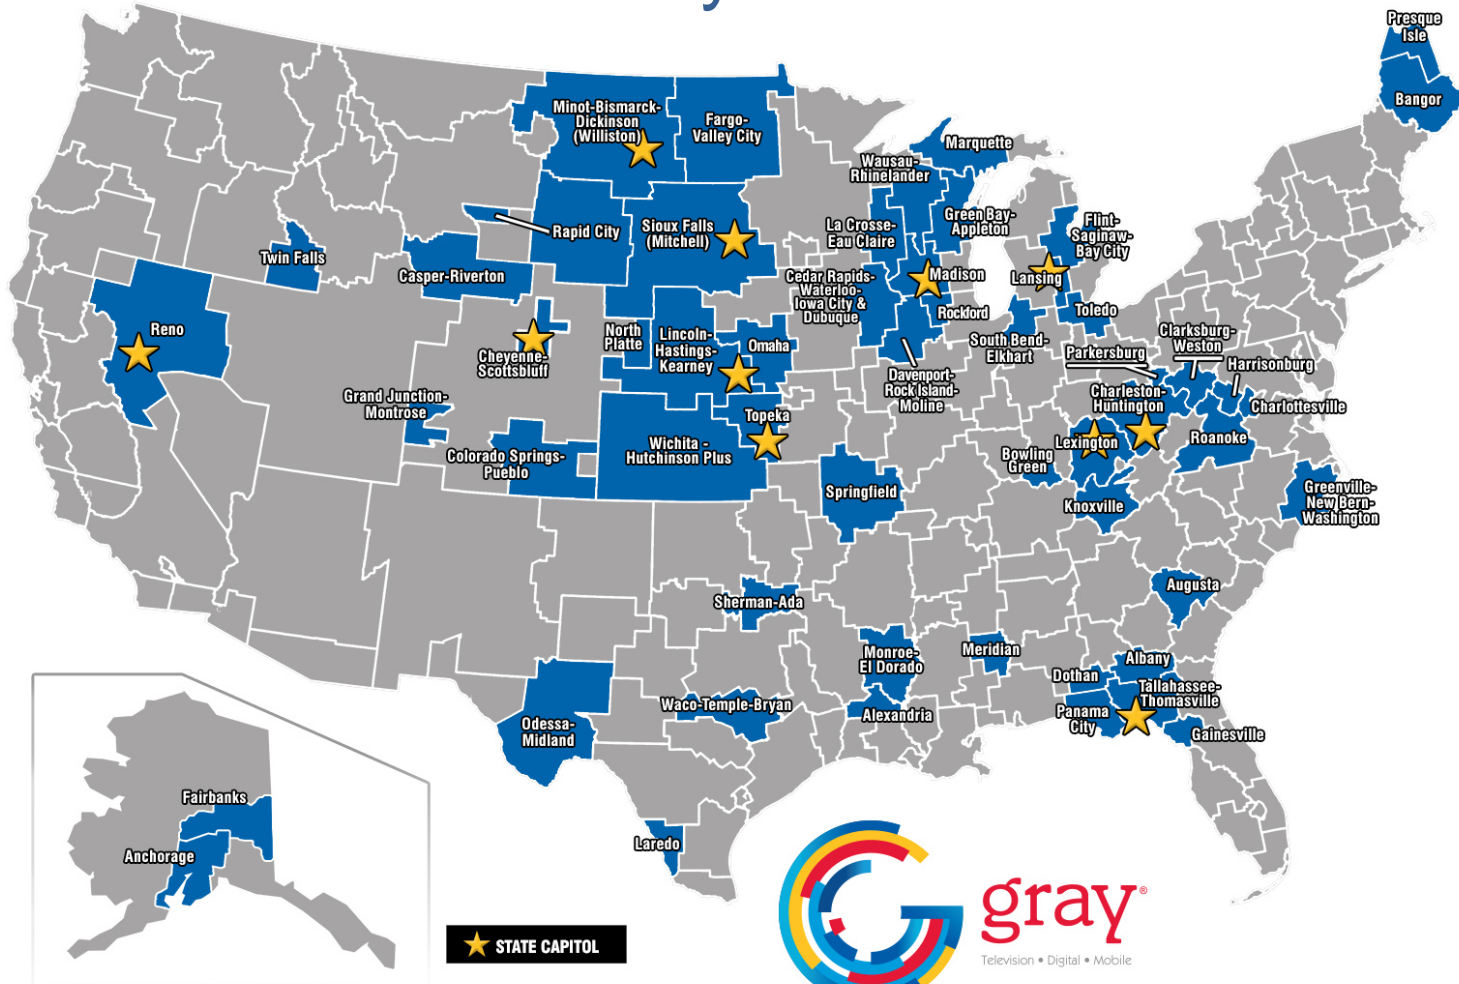 Presque
Isle
Bangor
Minot-Bismarck-
Dickinson
(Williston)
Fargo-
Valley City
Marquette
Wausau-
Rhinelander
Rapid City
Sioux Falls
(Mitchell)
La Crosse-
Eau Claire
Green Bay-
Appleton
Flint-
Saginaw-
Bay City
Twin Falls
Casper-Riverton
Cedar Rapids-
Waterloo-
Iowa City &
Dubuque
Madison
Lansing
Rockford
Toledo
Reno
North
Platte
Lincoln-
Hastings-
Kearney
Omaha
South Bend-
Elkhart
Clarksburg-
Weston
Parkersburg
Harrisonburg
Cheyenne-
Scottsbluff
Davenport-
Rock Island-
Moline
Grand Junction-
Montrose
Charleston-
Huntington
Charlottesville
Topeka
Colorado Springs-
Pueblo
Wichita -
Hutchinson Plus
Lexington
Roanoke
Bowling
Green
Springfield
Knoxville
Greenville-
New Bern-
Washington
Sherman-Ada
Augusta
Monroe-
El Dorado
Meridian
Albany
Dothan
Tallahassee-
Thomasville
Waco-Temple-Bryan
Alexandria
Panama
City
Odessa-
Midland
Gainesville
Fairbanks
Laredo
Anchorage
STATE CAPITOL
gray®
Television • Digital • Mobile